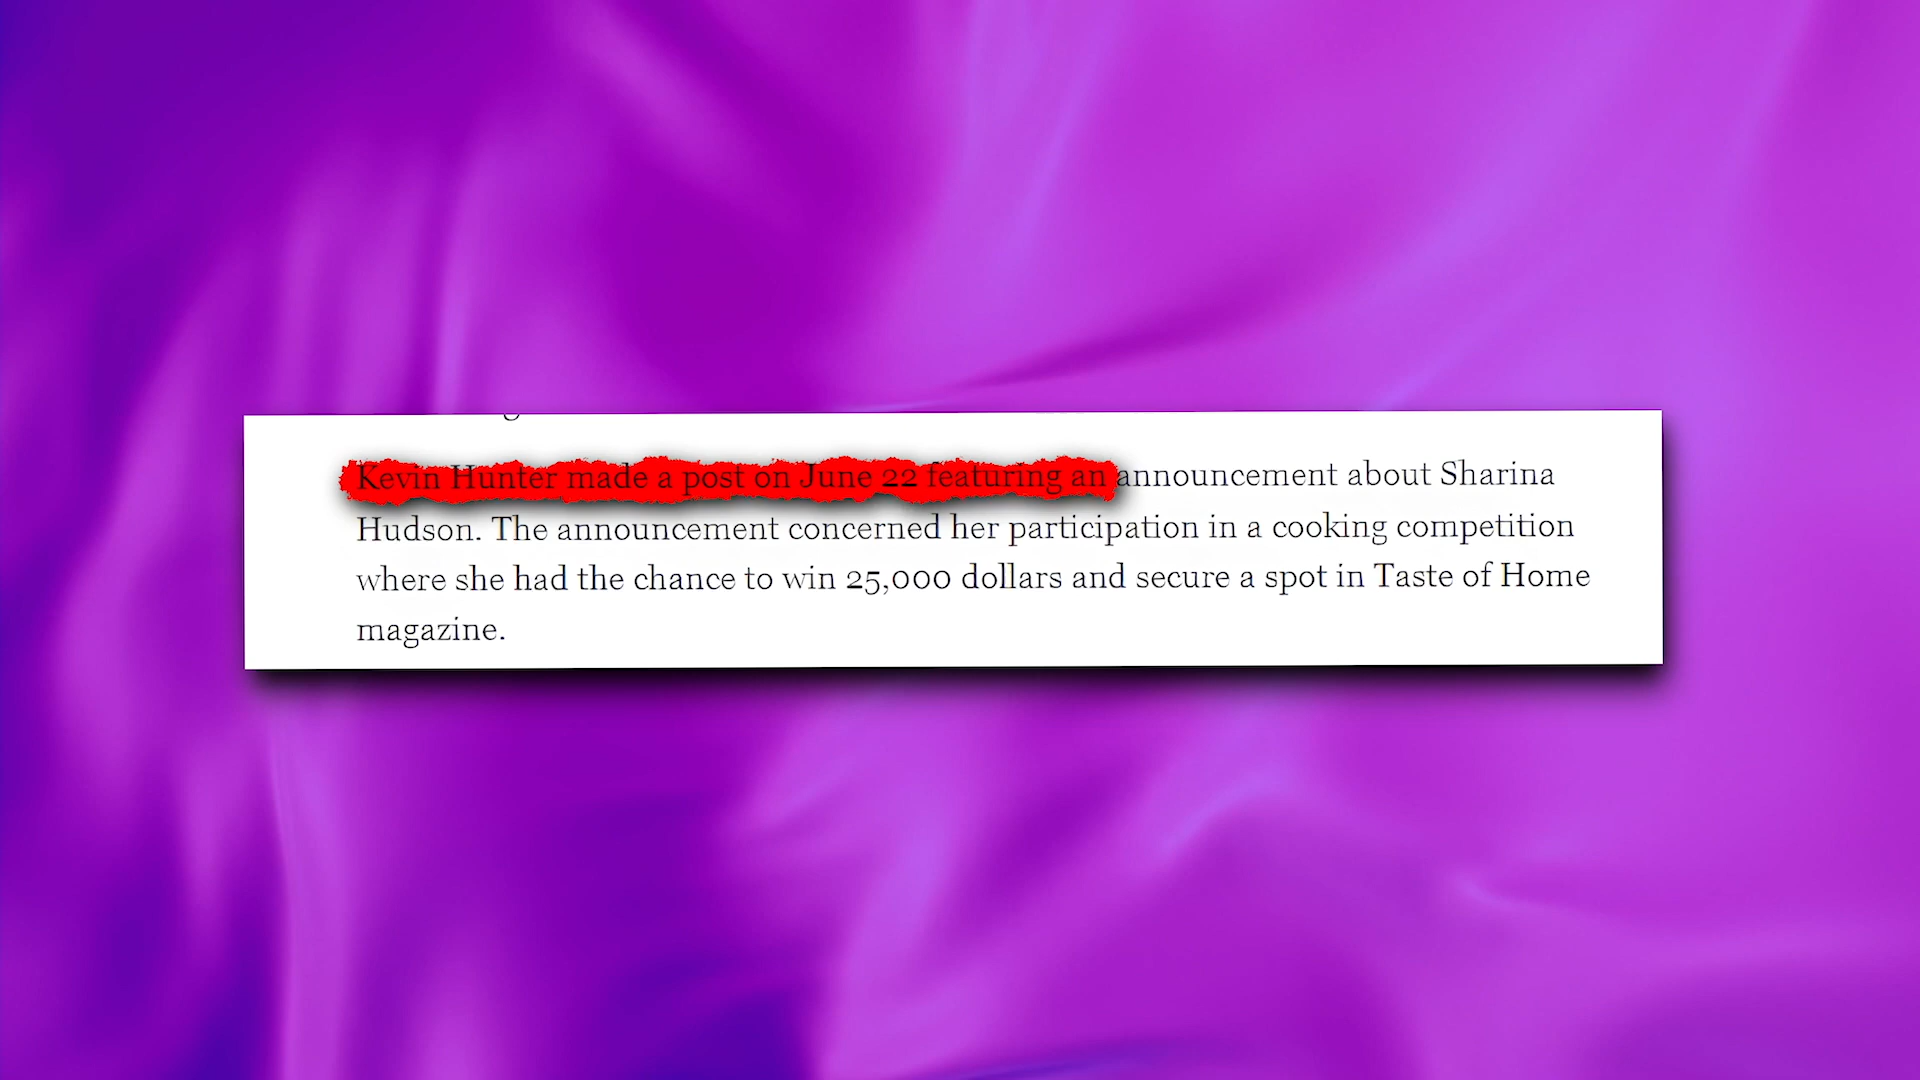 Kevin Hunter made a post on June 22 featuring an announcement about Sharina
Hudson. The announcement concerned her participation in a cooking competition
where she had the chance to win 25,000 dollars and secure a spot in Taste of Home
magazine.